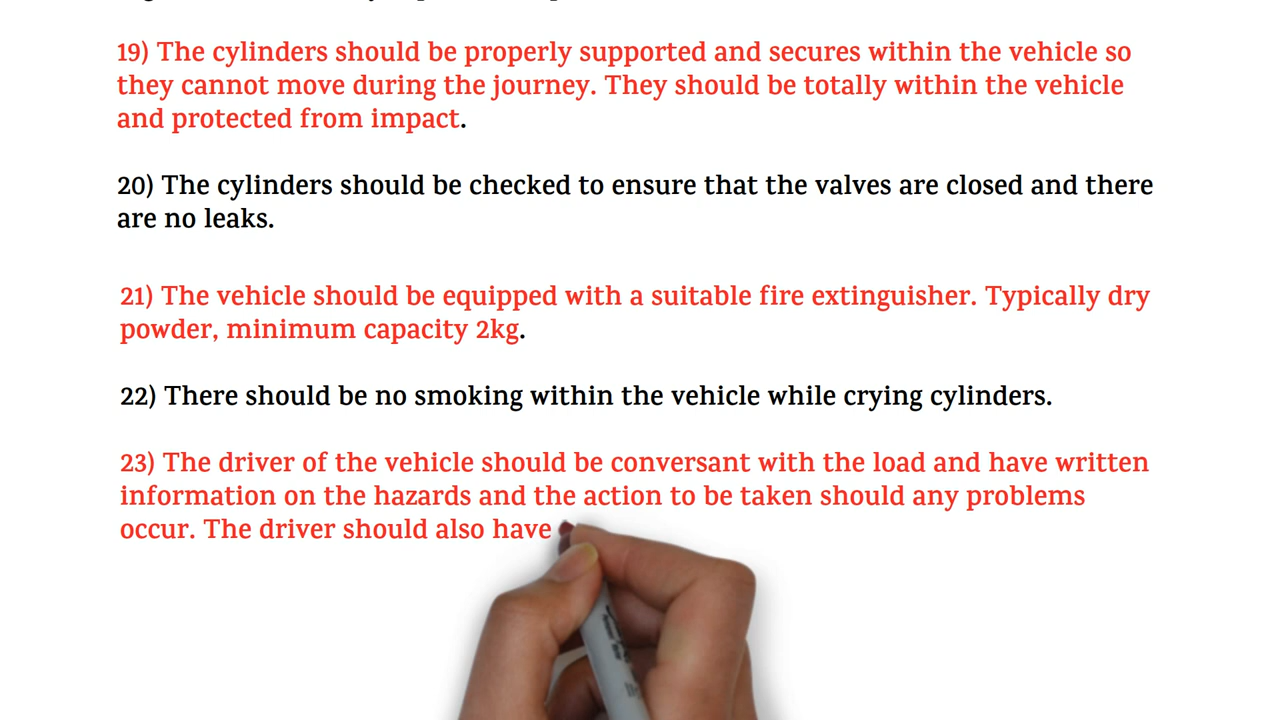 19) The cylinders should be properly supported and secures within the vehicle so
they cannot move during the journey. They should be totally within the vehicle
and protected from impact.
20) The cylinders should be checked to ensure that the valves are closed and there
are no leaks.
21) The vehicle should be equipped with a suitable fire extinguisher. Typically dry
powder, minimum capacity 2kg.
22) There should be no smoking within the vehicle while crying cylinders.
23) The driver of the vehicle should be conversant with the load and have written
information on the hazards and the action to be taken should any problems
occur. The driver should also have